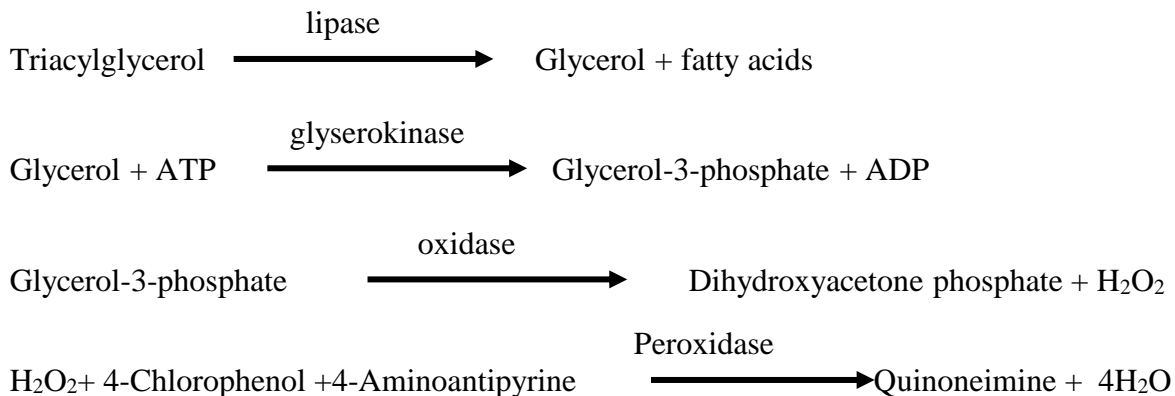 lipase
Triacylglycerol Glycerol + fatty acids
glyserokinase
Glycerol + ATP Glycerol-3-phosphate + ADP
oxidase
Glycerol-3-phosphate Dihydroxyacetone phosphate + H₂O₂
Peroxidase
H₂O₂+ 4-Chlorophenol +4-Aminoantipyrine Quinoneimine + 4H₂O